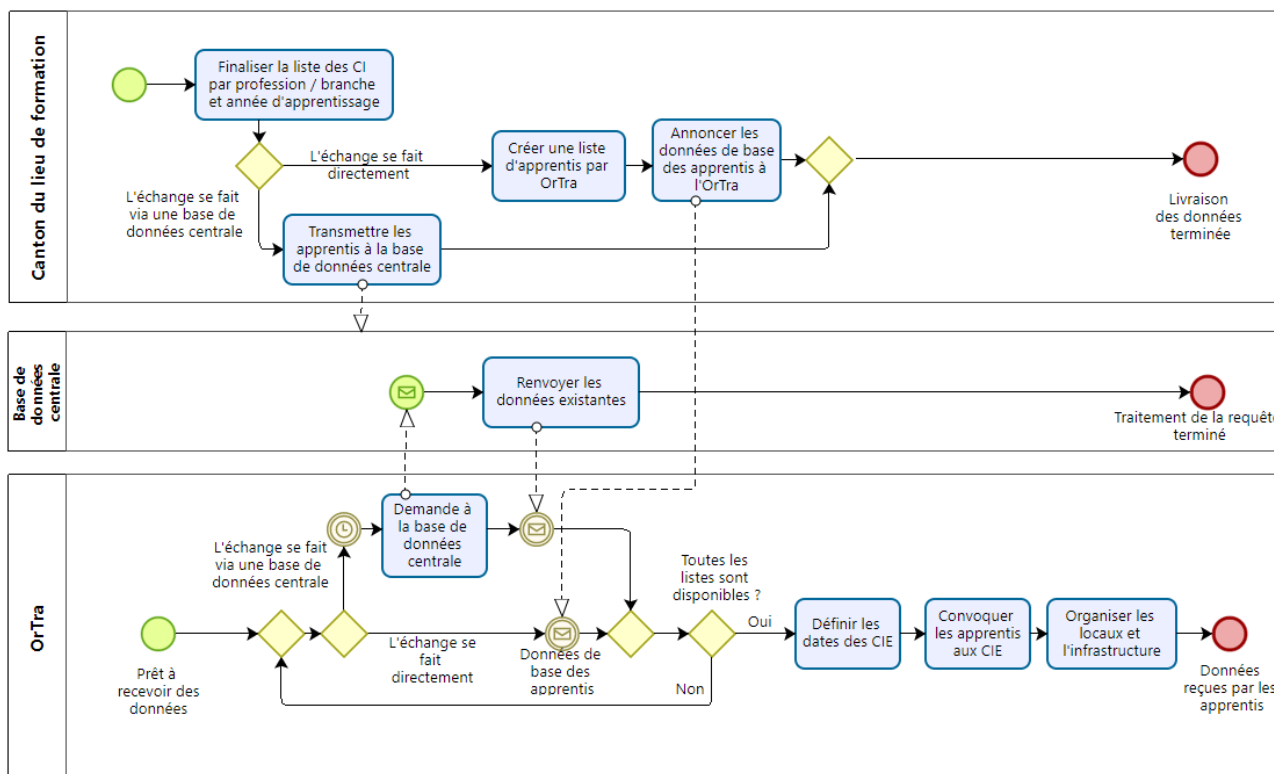 Canton du lieu de formation
Finaliser la liste des CI
par profession / branche
et année d'apprentissage
L'échange se fait
directement
Créer une liste
d'apprentis par
OrTra
Annoncer les
données de base
des apprentis à
l'OrTra
L'échange se fait
via une base de
données centrale
Transmettre les
apprentis à la base
de données centrale
Livraison
des données
terminée
Base de
données
centrale
Renvoyer les
données existantes
Traitement de la requête
terminé
OrTra
Prêt à
recevoir des
données
L'échange se fait
via une base de
données centrale
Demande à
la base de
données
centrale
L'échange se
fait
directement
Données de
base des
apprentis
Toutes les
listes sont
disponibles ?
Oui
Non
Définir les
dates des CIE
Convoquer
les apprentis
aux CIE
Organiser les
locaux et
l'infrastructure
Données
reçues par les
apprentis